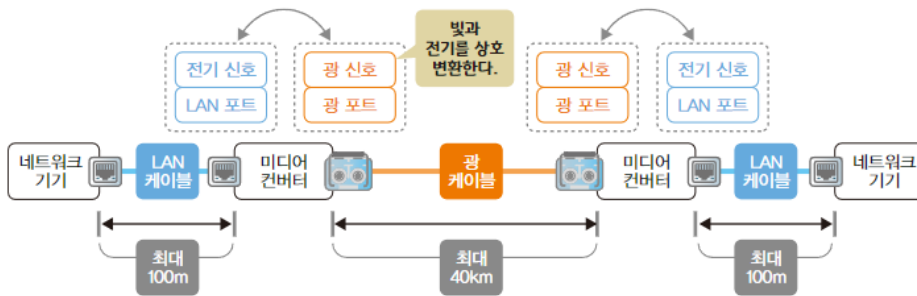 빛과
전기를 상호
변환한다.
전기 신호
LAN 포트
광 신호
광 포트
광 신호
광 포트
전기 신호
LAN 포트
네트워크
기기
LAN
케이블
미디어
컨버터
광
케이블
미디어
컨버터
LAN
케이블
네트워크
기기
최대
100m
최대
40km
최대
100m